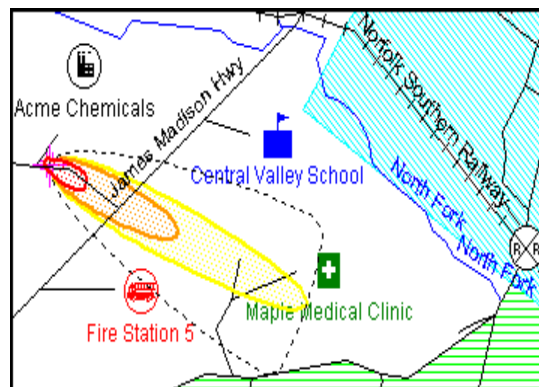 Norfolk Southern Railway
James Madison Hwy
Acme Chemicals
Central Valley School
North Fork
North Fork
R R
Maple Medical Clinic
Fire Station 5